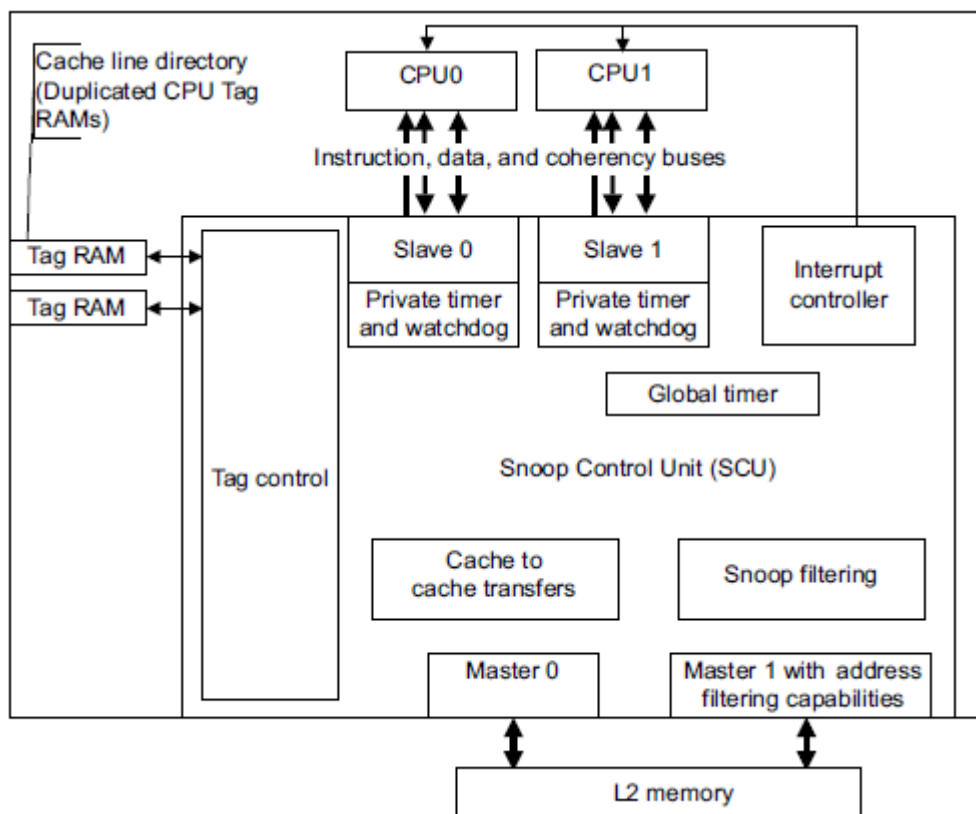 Cache line directory
(Duplicated CPU Tag
RAMs)
CPU0
CPU1
Instruction, data, and coherency buses
Tag RAM
Tag RAM
Slave 0
Slave 1
Private timer
and watchdog
Private timer
and watchdog
Interrupt
controller
Global timer
Tag control
Snoop Control Unit (SCU)
Cache to
cache transfers
Snoop filtering
Master 0
Master 1 with address
filtering capabilities
L2 memory